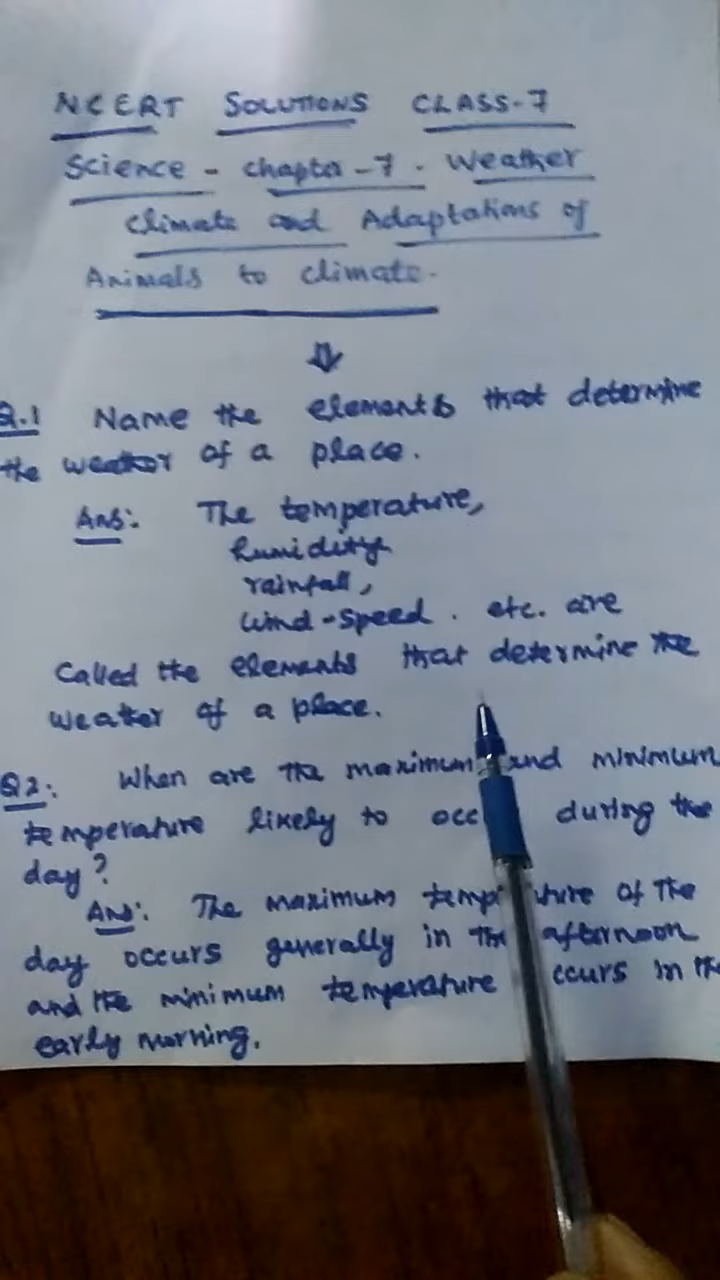 NCERT SOLUTIONS CLASS-7
Science - Chapter-7. Weather
Climate and Adaptations of
Animals to climate.
Q.1 Name the elements that determine
the weather of a place.
Ans: The temperature,
humidity
rainfall,
Wind-Speed. etc. are
Called the elements that determine the
weather of a place.
Q2: When are the maximum and minimum
temperature likely to occ during the
day?
Ans: The maximum temp ture of the
day occurs generally in the afternoon
and the minimum temperature ccurs in the
early morning.